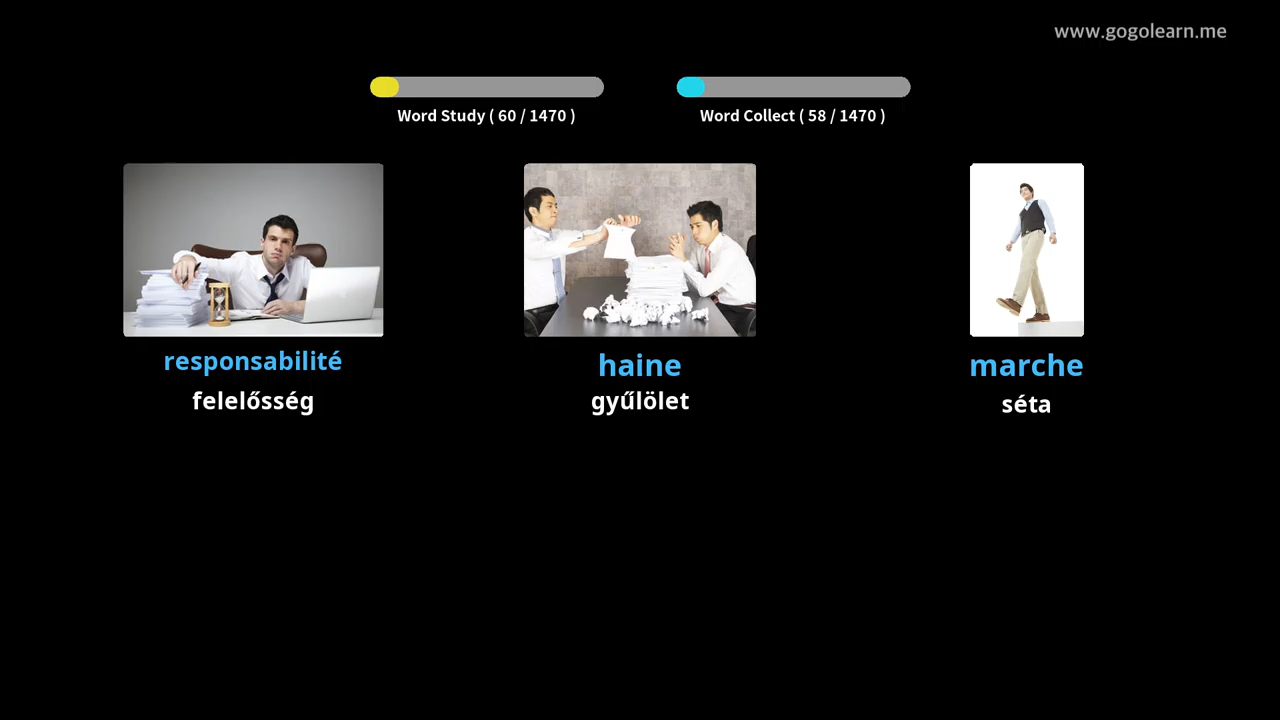 www.gogolearn.me
Word Study ( 60 / 1470 )
Word Collect ( 58 / 1470 )
responsabilité
felelősség
haine
gyűlölet
marche
séta